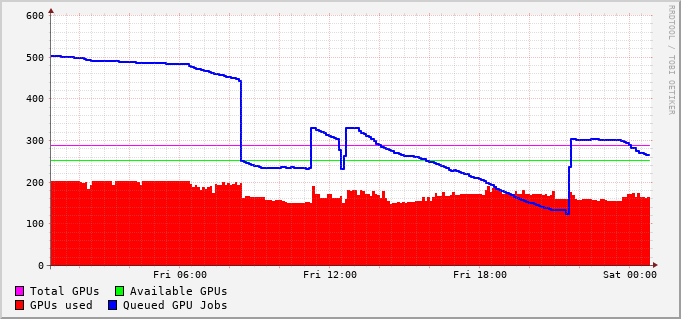 600
500
400
300
200
100
0
Fri 06:00 Fri 12:00 Fri 18:00 Sat 00:00
Total GPUs Available GPUs
GPUs used Queued GPU Jobs
RRDTOOL / TOBI OETIKER